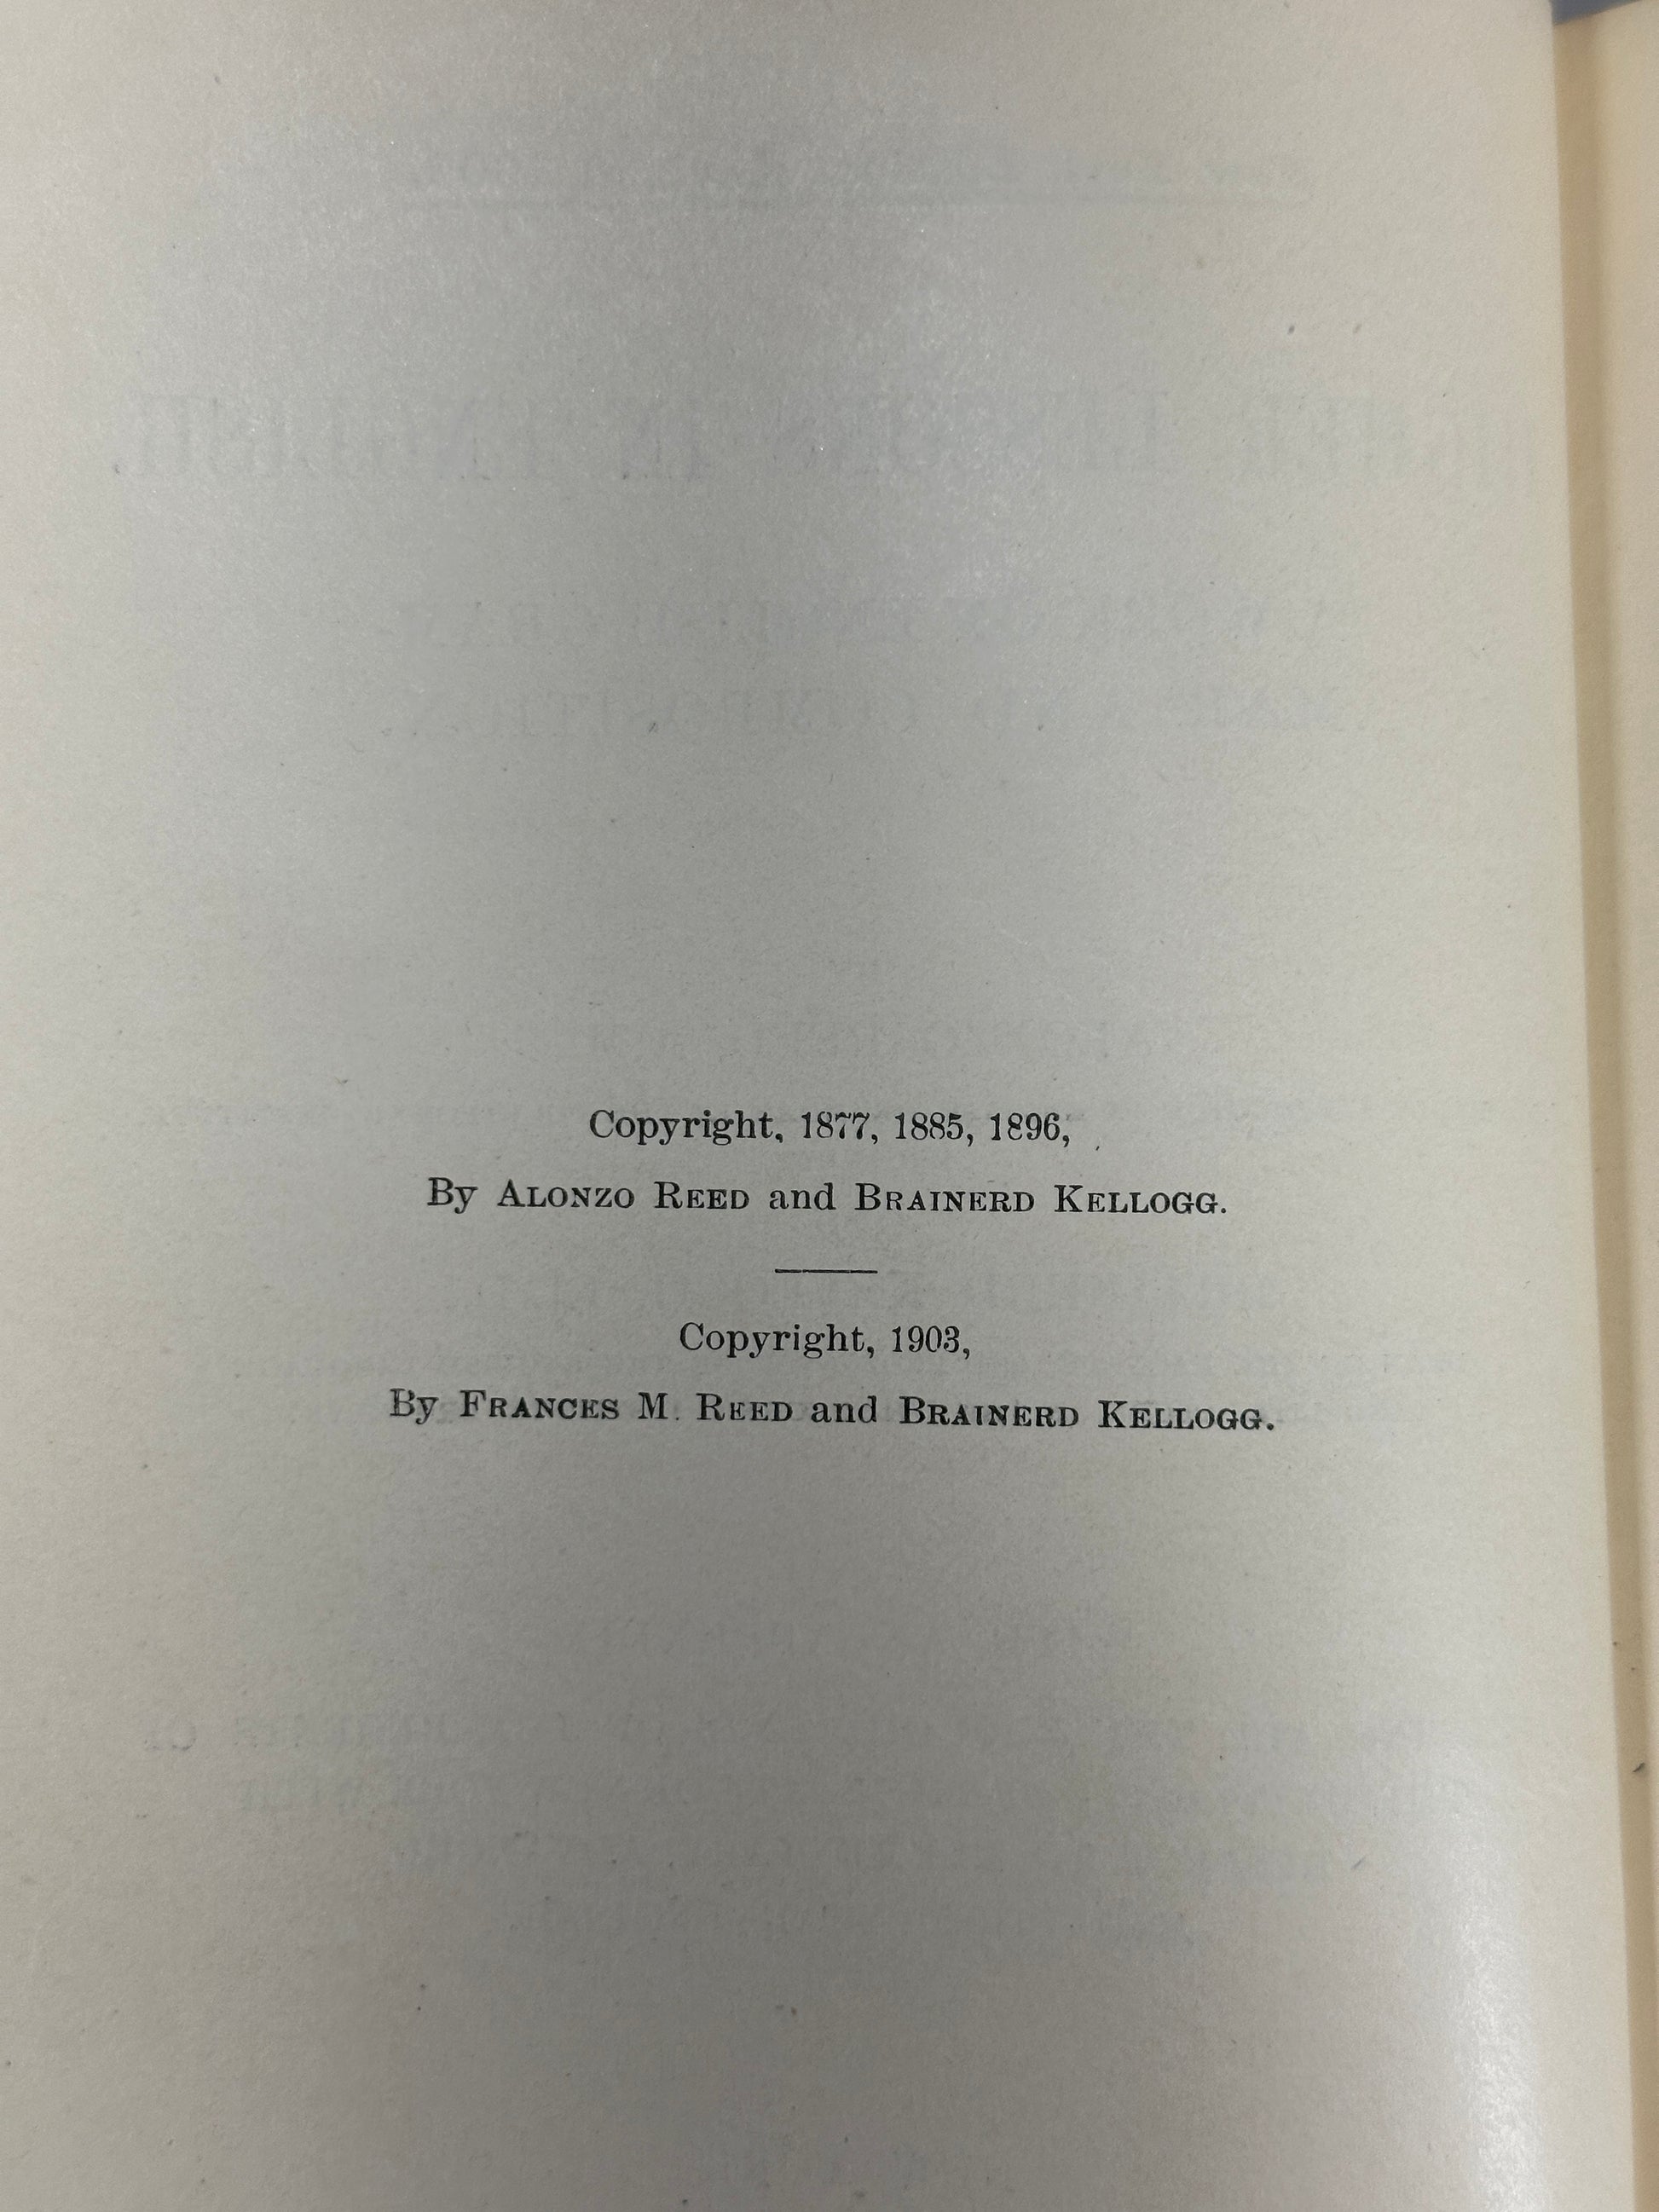 Copyright, 1877, 1885, 1896,
By ALONZO REED and BRAINERD KELLOGG.
Copyright, 1903,
By FRANCES M. REED and BRAINERD KELLOGG.